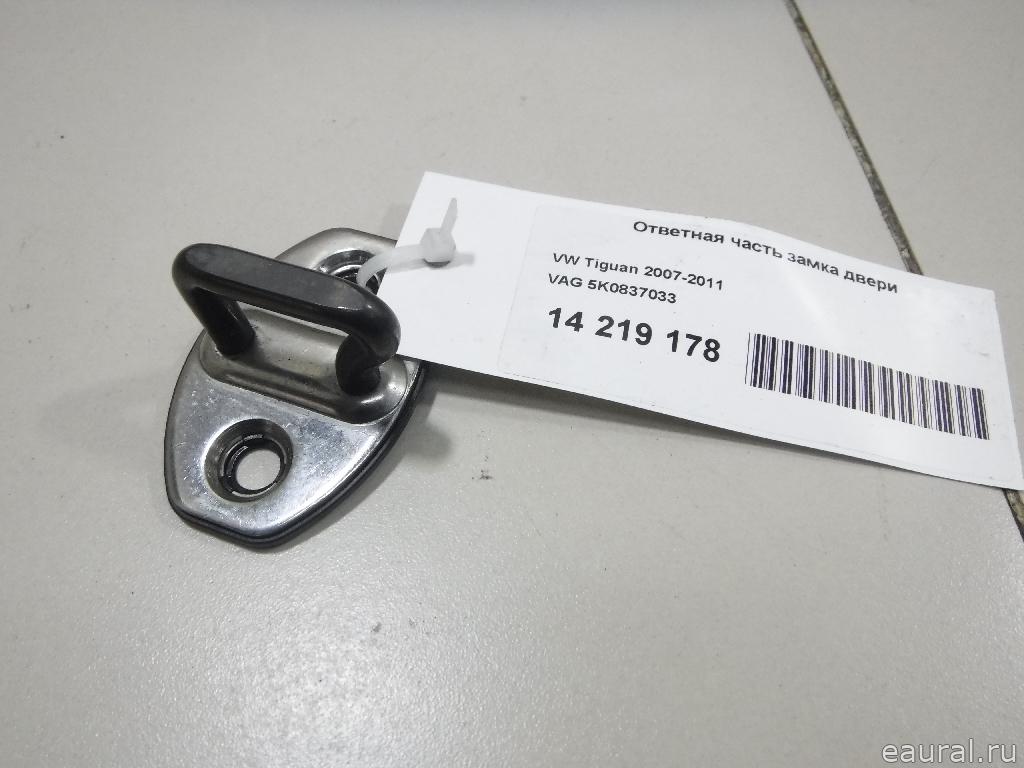 Ответная часть замка двери
VW Tiguan 2007-2011
VAG 5K0837033
14 219 178
eaural.ru